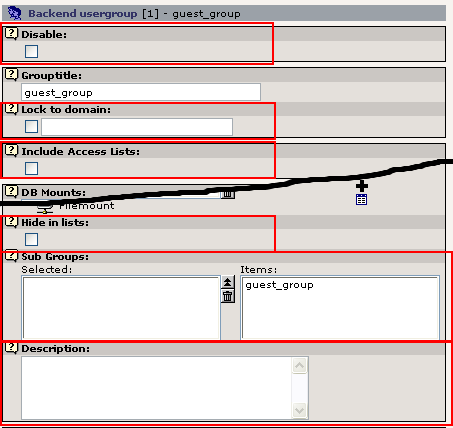 Backend usergroup [1] - guest_group
Disable:
Grouptitle:
guest_group
Lock to domain:
Include Access Lists:
DB Mounts:
Filemount
Hide in lists:
Sub Groups:
Selected: Items:
guest_group
Description: